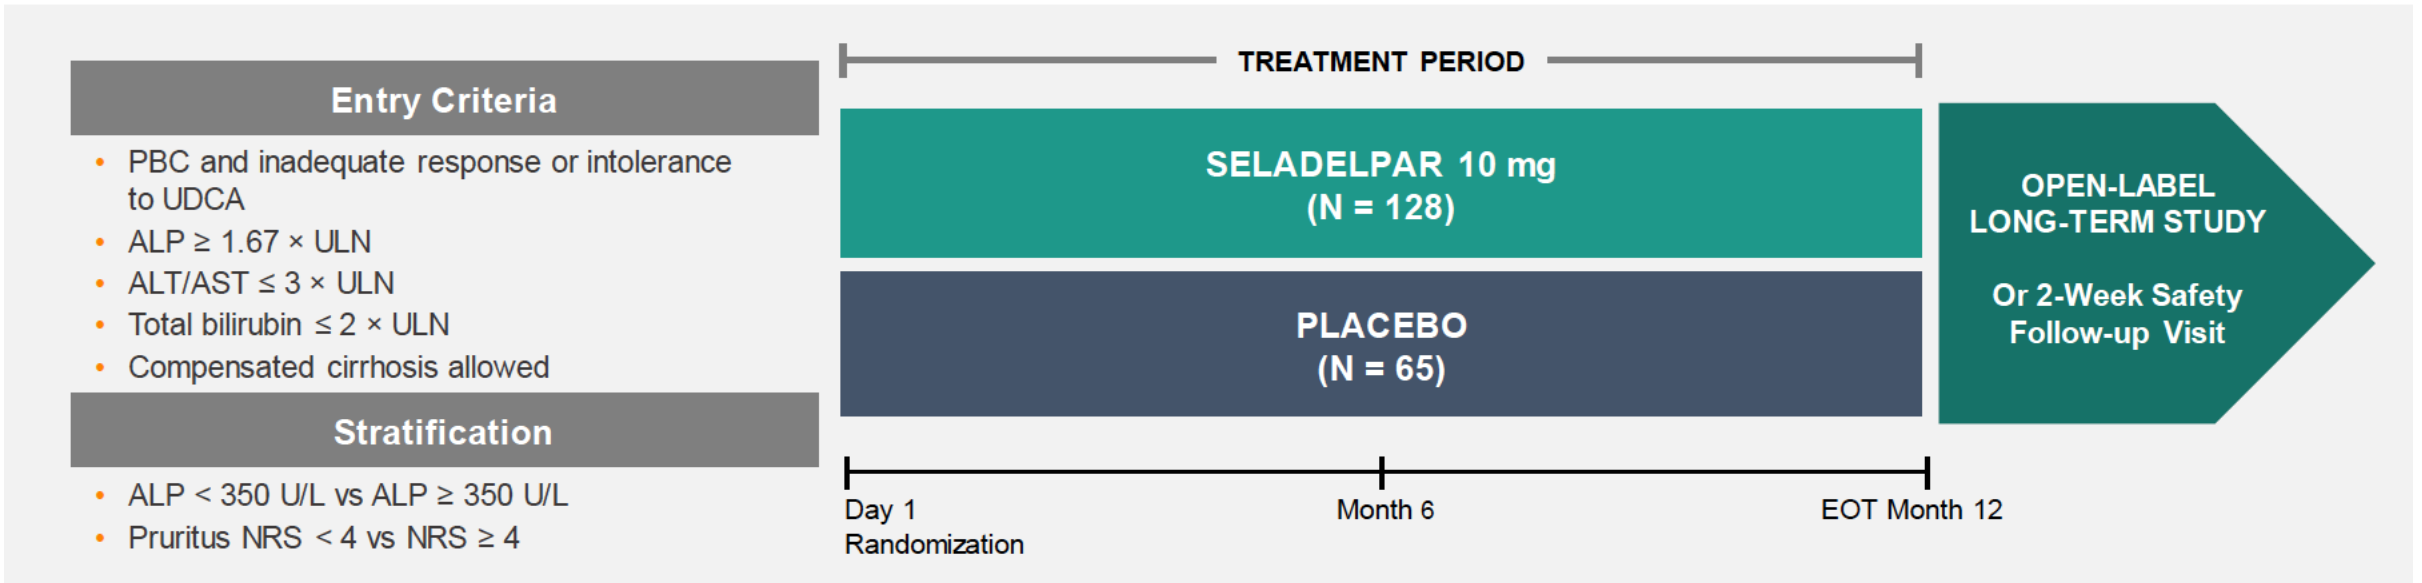 Entry Criteria
• PBC and inadequate response or intolerance
to UDCA
• ALP ≥ 1.67 × ULN
• ALT/AST ≤ 3 × ULN
• Total bilirubin ≤ 2 × ULN
• Compensated cirrhosis allowed
Stratification
• ALP < 350 U/L vs ALP ≥ 350 U/L
• Pruritus NRS < 4 vs NRS ≥ 4
TREATMENT PERIOD
SELADELPAR 10 mg
(N = 128)
PLACEBO
(N = 65)
Day 1
Randomization
Month 6
EOT Month 12
OPEN-LABEL
LONG-TERM STUDY
Or 2-Week Safety
Follow-up Visit